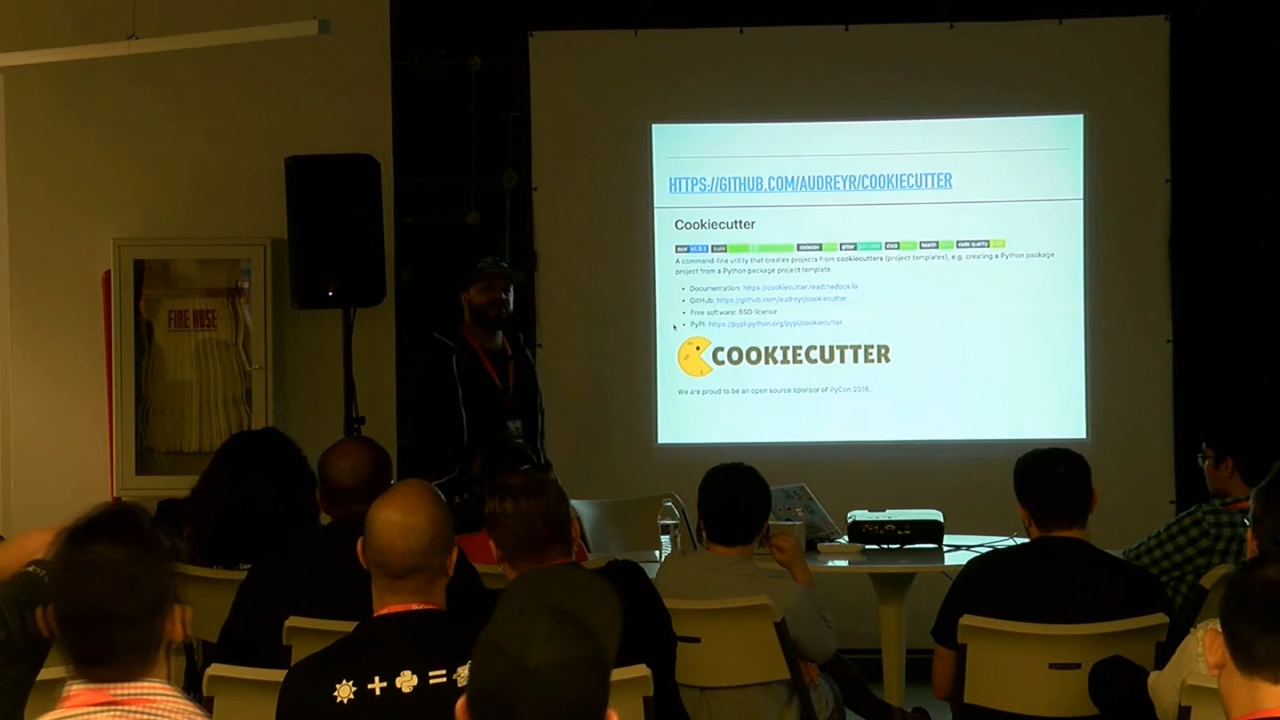 HTTPS://GITHUB.COM/AUDREYR/COOKIECUTTER
Cookiecutter
A command-line utility that creates projects from cookiecutters (project templates), e.g. creating a Python package
project from a Python package project template.
Documentation: https://cookiecutter.readthedocs.io
GitHub: https://github.com/audreyr/cookiecutter
Free software: BSD license
PyPI: https://pypi.python.org/pypi/cookiecutter
COOKIECUTTER
We are proud to be an open source sponsor of PyCon 2016.
FIRE HOSE
+ =